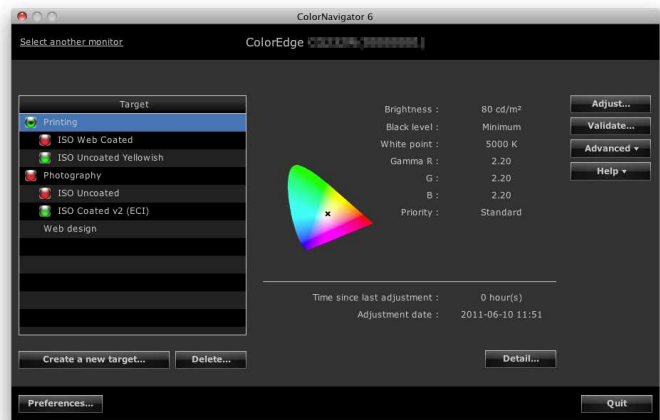 ColorNavigator 6
Select another monitor
ColorEdge
Target
Printing
ISO Web Coated
ISO Uncoated Yellowish
Photography
ISO Uncoated
ISO Coated v2 (ECI)
Web design
Brightness : 80 cd/m²
Black level : Minimum
White point : 5000 K
Gamma R : 2.20
G : 2.20
B : 2.20
Priority : Standard
Time since last adjustment : 0 hour(s)
Adjustment date : 2011-06-10 11:51
Adjust...
Validate...
Advanced ▾
Help ▾
Create a new target...
Delete...
Detail...
Preferences...
Quit